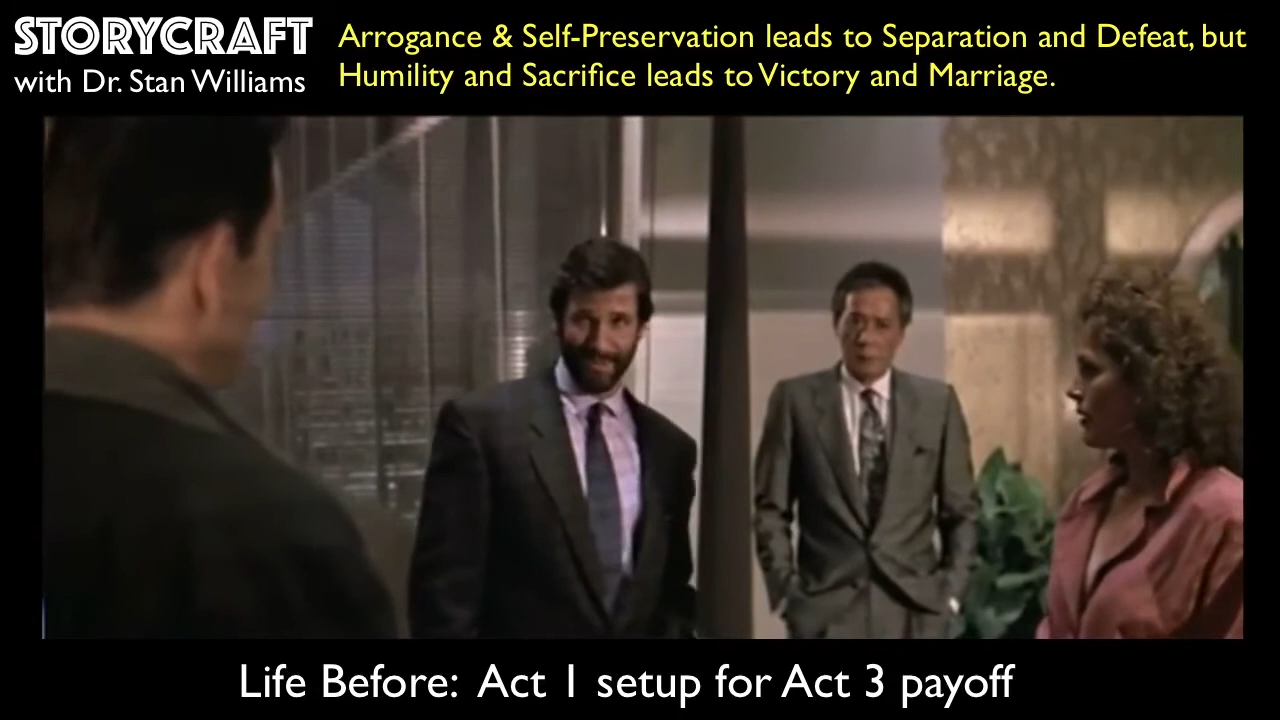 STORYCRAFT
with Dr. Stan Williams
Arrogance & Self-Preservation leads to Separation and Defeat, but
Humility and Sacrifice leads to Victory and Marriage.
Life Before: Act 1 setup for Act 3 payoff